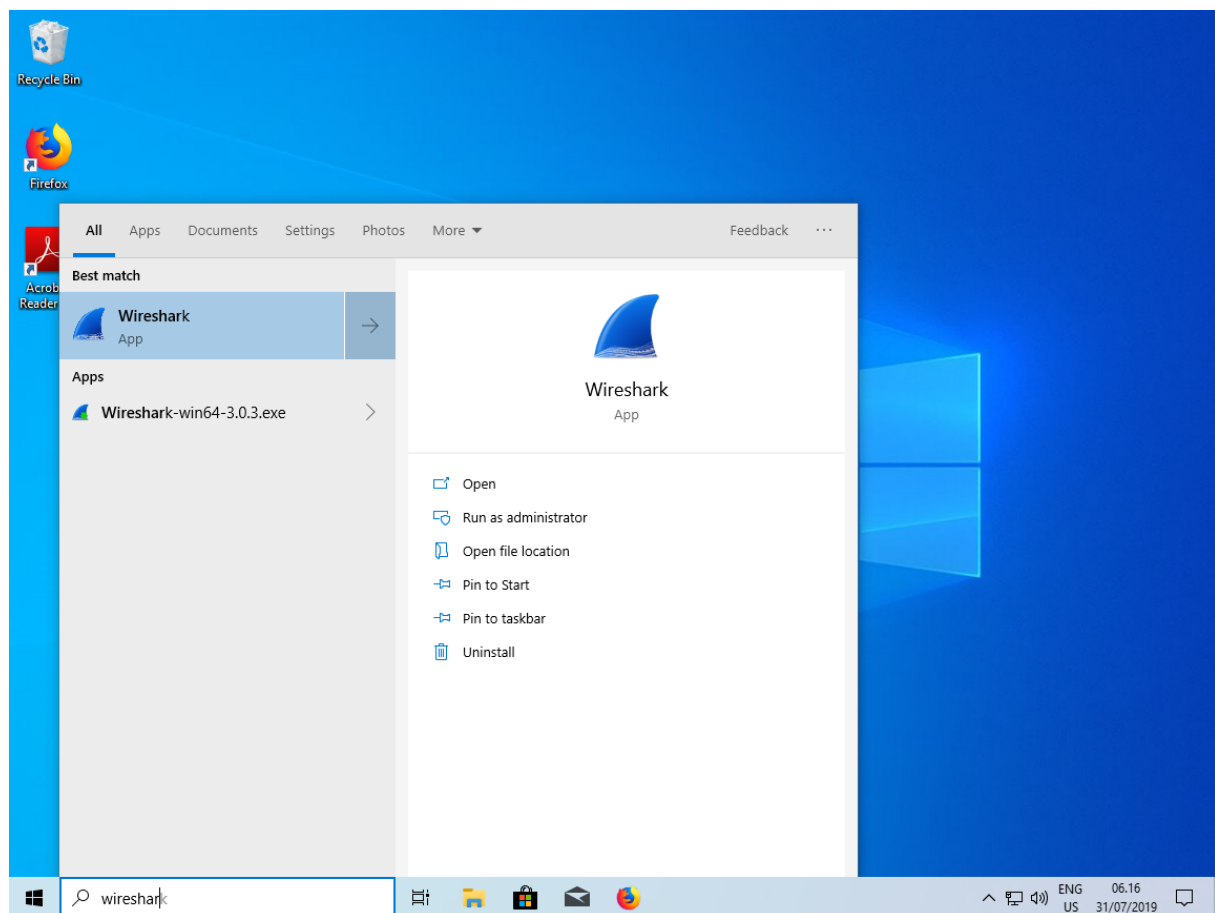 Recycle Bin
Firefox
Acrob
Reader
All Apps Documents Settings Photos More Feedback ...
Best match
Wireshark
App
Apps
Wireshark-win64-3.0.3.exe
Wireshark
App
Open
Run as administrator
Open file location
Pin to Start
Pin to taskbar
Uninstall
wireshark
ENG
US
06.16
31/07/2019